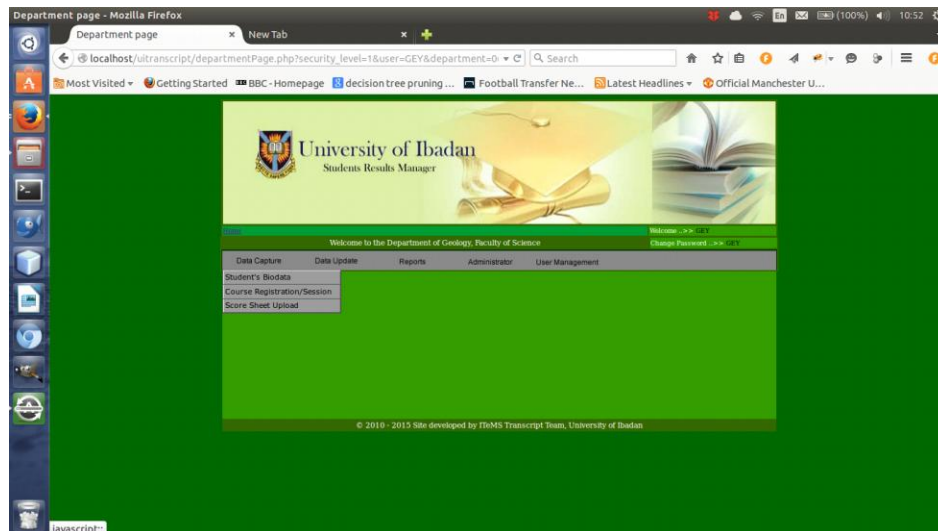 Department page - Mozilla Firefox
En (100%) 10:52
Department page × New Tab ×
localhost/uitranscript/departmentPage.php?security_level=1&user=GEY&department=0 Search
Most Visited Getting Started BBC - Homepage decision tree pruning ... Football Transfer Ne... Latest Headlines Official Manchester U...
University of Ibadan
Students Results Manager
Home
Welcome ..>> GEY
Welcome to the Department of Geology, Faculty of Science
Change Password ..>> GEY
Data Capture Data Update Reports Administrator User Management
Student's Biodata
Course Registration/Session
Score Sheet Upload
© 2010 - 2015 Site developed by ITeMS Transcript Team, University of Ibadan
javascript:;